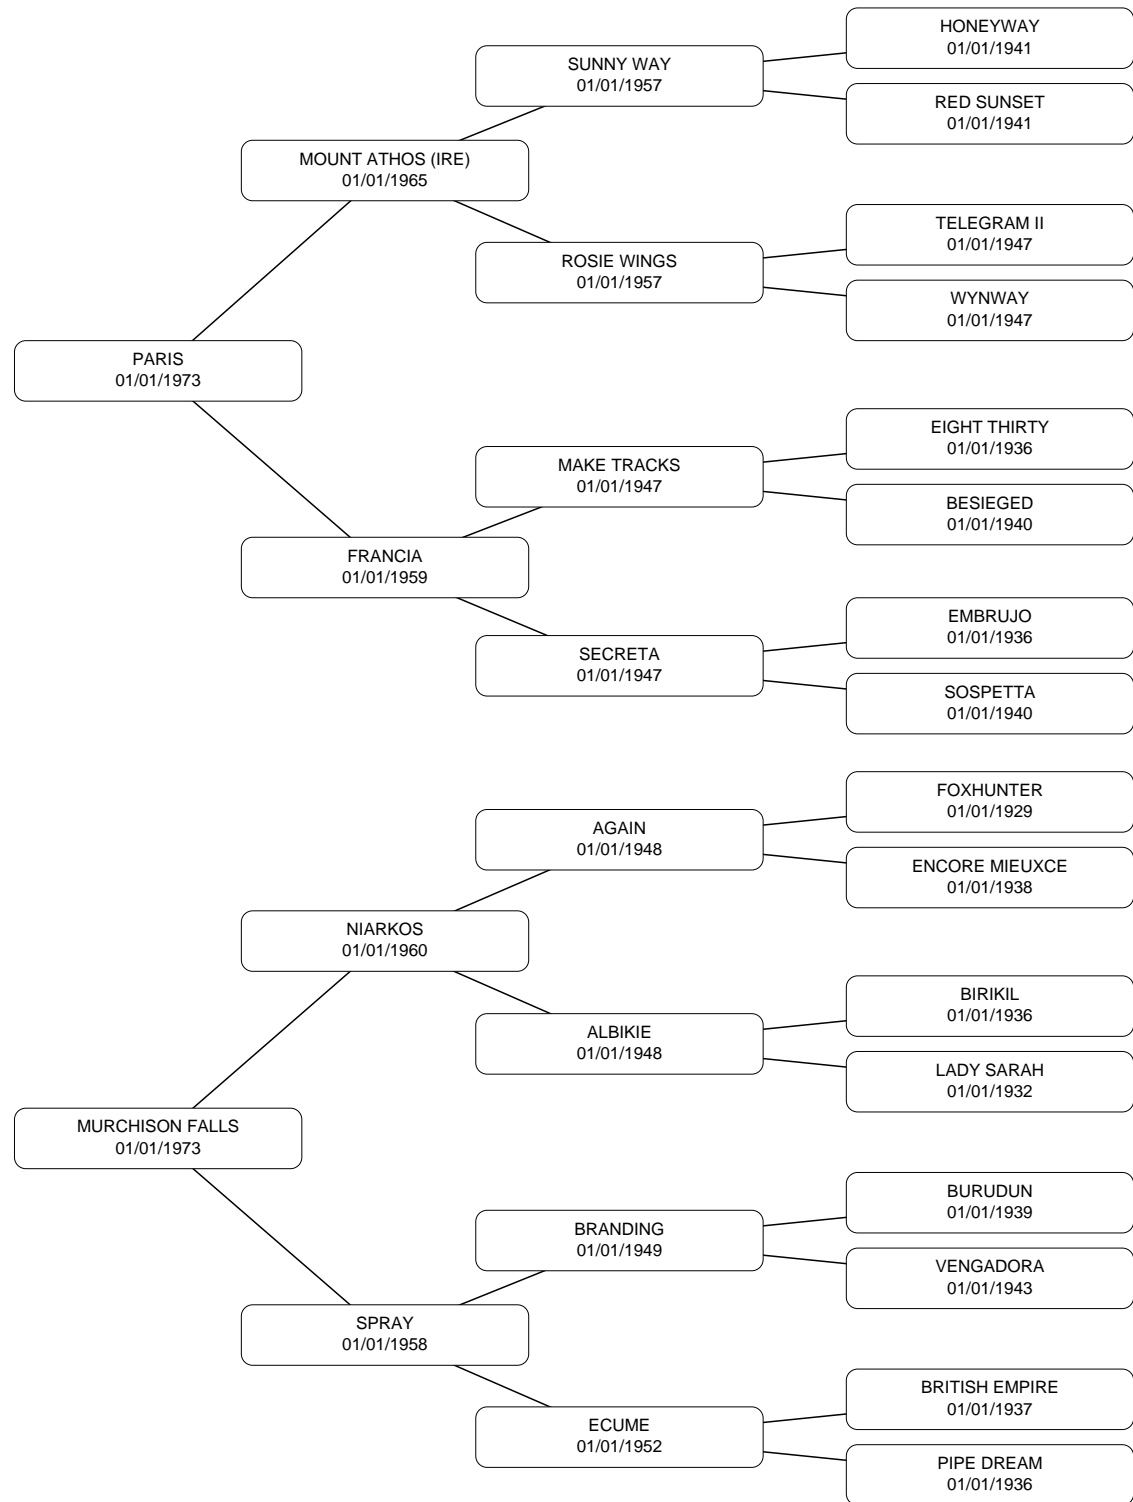 HONEYWAY
01/01/1941
SUNNY WAY
01/01/1957
RED SUNSET
01/01/1941
MOUNT ATHOS (IRE)
01/01/1965
TELEGRAM II
01/01/1947
ROSIE WINGS
01/01/1957
WYNWAY
01/01/1947
PARIS
01/01/1973
EIGHT THIRTY
01/01/1936
MAKE TRACKS
01/01/1947
BESIEGED
01/01/1940
FRANCIA
01/01/1959
EMBRUJO
01/01/1936
SECRETA
01/01/1947
SOSPETTA
01/01/1940
FOXHUNTER
01/01/1929
AGAIN
01/01/1948
ENCORE MIEUXCE
01/01/1938
NIARKOS
01/01/1960
BIRIKIL
01/01/1936
ALBIKIE
01/01/1948
LADY SARAH
01/01/1932
MURCHISON FALLS
01/01/1973
BURUDUN
01/01/1939
BRANDING
01/01/1949
VENGADORA
01/01/1943
SPRAY
01/01/1958
BRITISH EMPIRE
01/01/1937
ECUME
01/01/1952
PIPE DREAM
01/01/1936